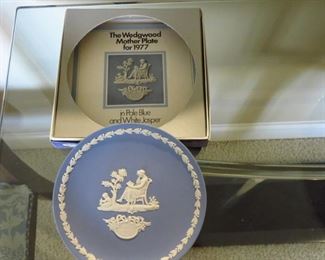 The Wedgwood
Mother Plate
for 1977
in Pale Blue
and White Jasper